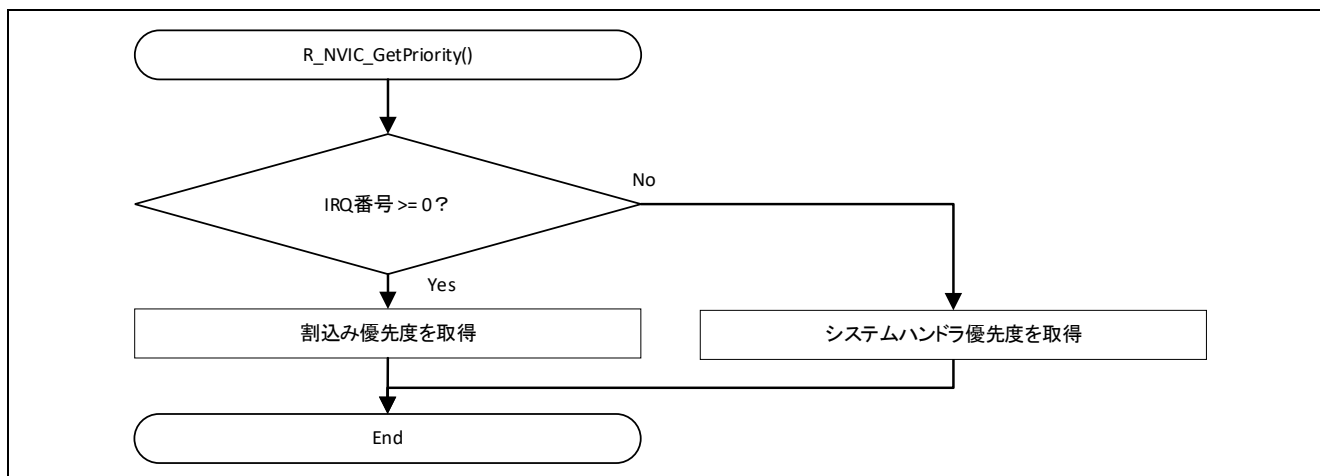 R_NVIC_GetPriority()
IRQ番号 >= 0？
No
Yes
割込み優先度を取得
システムハンドラ優先度を取得
End